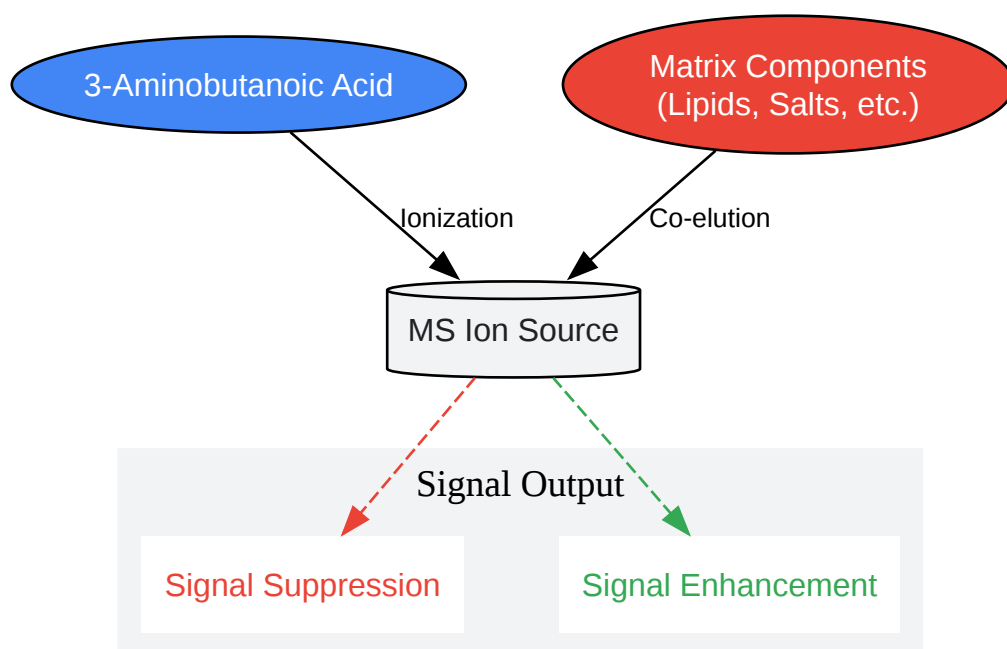 3-Aminobutanoic Acid
Matrix Components
(Lipids, Salts, etc.)
Ionization
Co-elution
MS Ion Source
Signal Output
Signal Suppression
Signal Enhancement